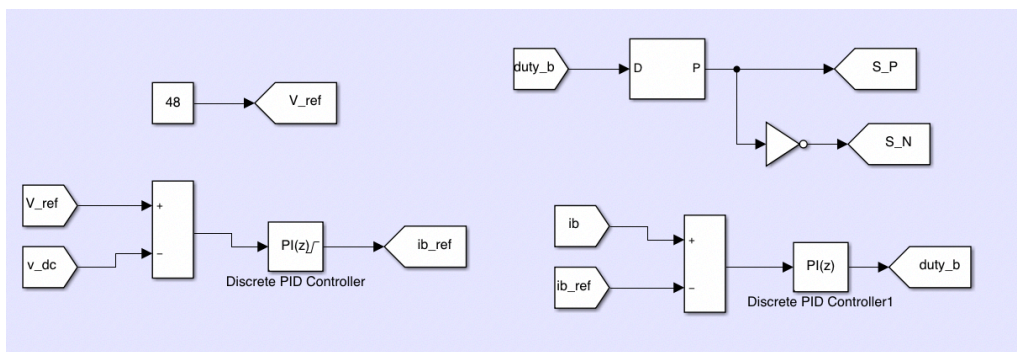 48
V_ref
V_ref
+
v_dc
−
PI(z)
ib_ref
Discrete PID Controller
duty_b
D
P
S_P
S_N
ib
+
ib_ref
−
PI(z)
duty_b
Discrete PID Controller1